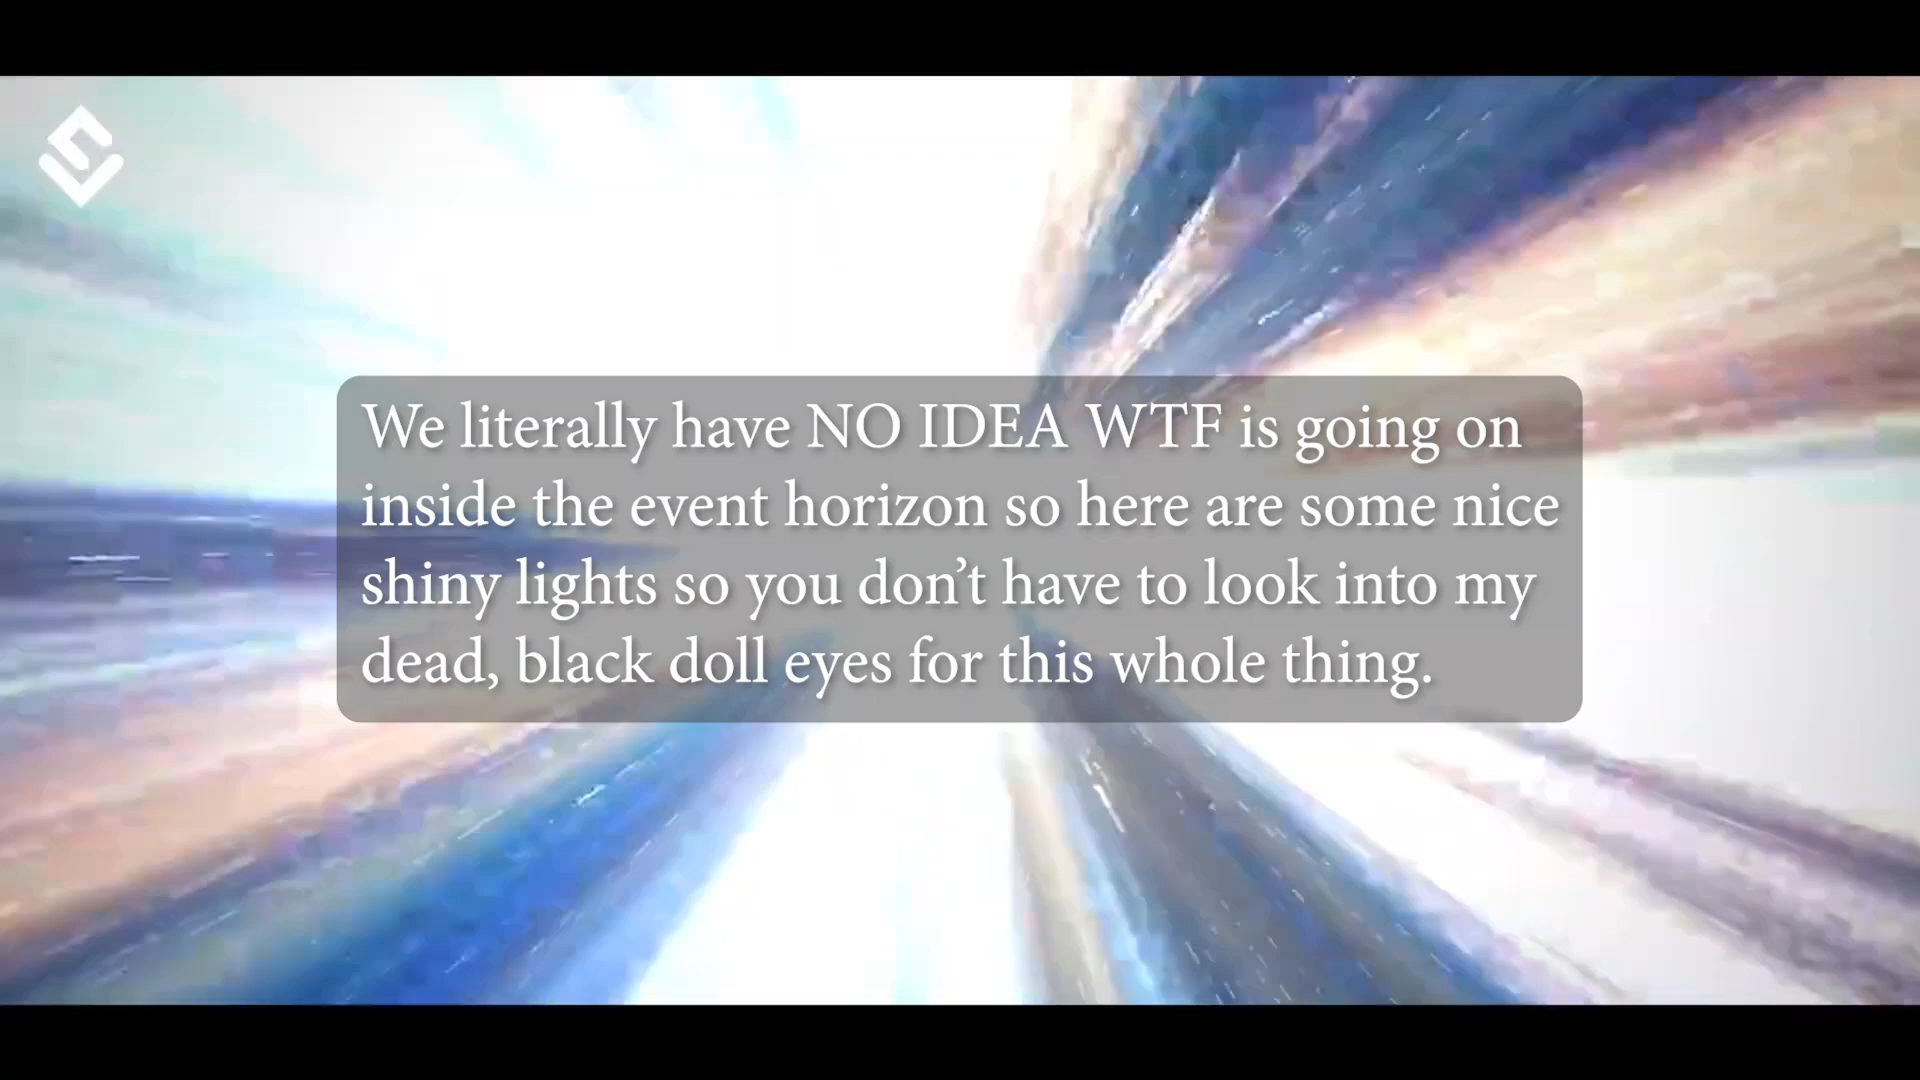 We literally have NO IDEA WTF is going on
inside the event horizon so here are some nice
shiny lights so you don’t have to look into my
dead, black doll eyes for this whole thing.